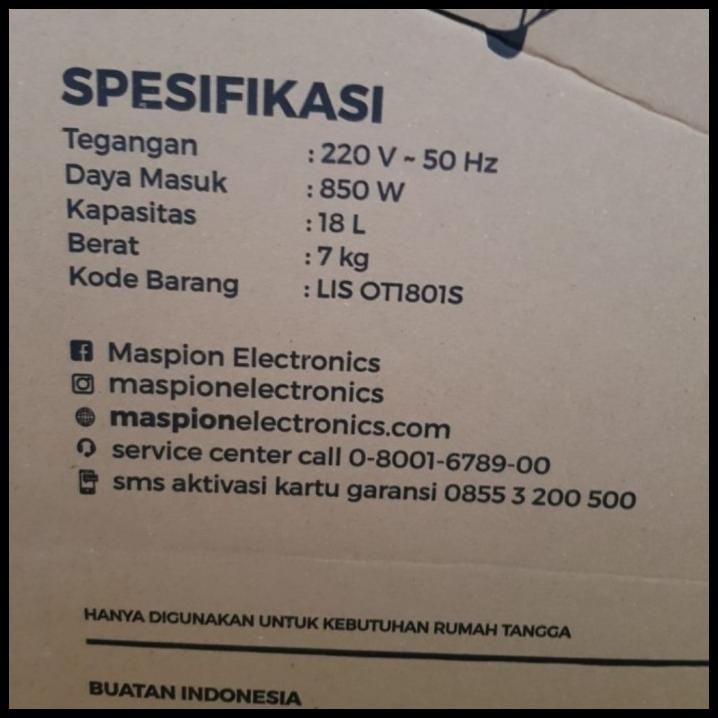 SPESIFIKASI
Tegangan : 220 V ~ 50 Hz
Daya Masuk : 850 W
Kapasitas : 18 L
Berat : 7 kg
Kode Barang : LIS OT1801S
Maspion Electronics
maspionelectronics
maspionelectronics.com
service center call 0-8001-6789-00
sms aktivasi kartu garansi 0855 3 200 500
HANYA DIGUNAKAN UNTUK KEBUTUHAN RUMAH TANGGA
BUATAN INDONESIA